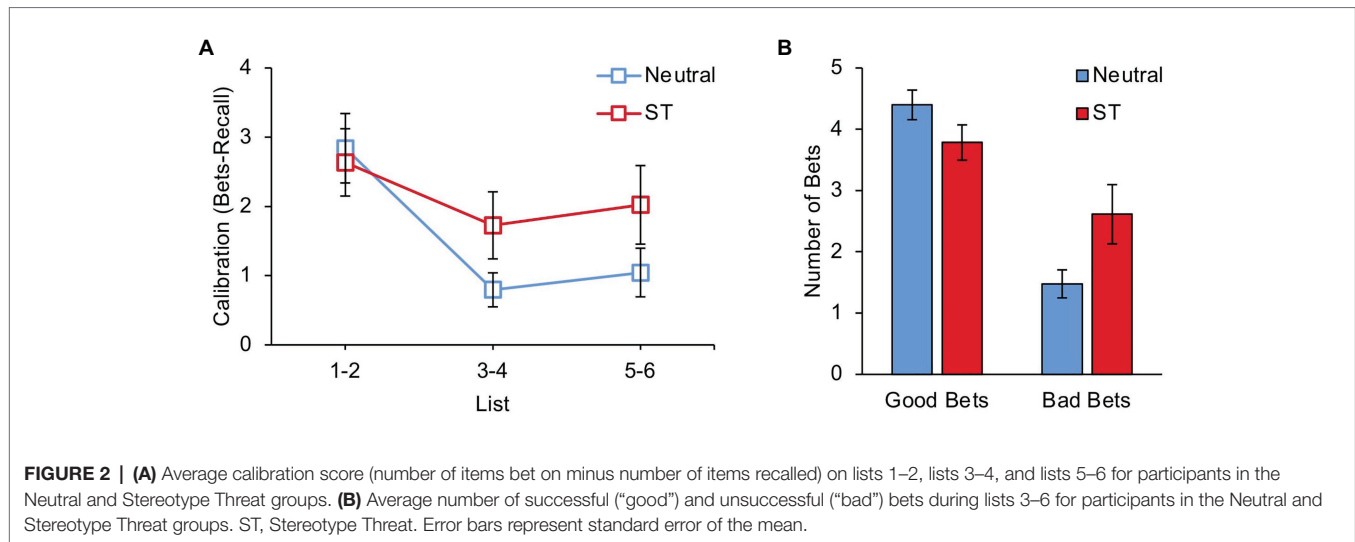 A
Calibration (Bets-Recall)
4
3
2
1
0
1-2
3-4
5-6
List
Neutral
ST
B
Number of Bets
5
4
3
2
1
0
Good Bets
Bad Bets
Neutral
ST
FIGURE 2 | (A) Average calibration score (number of items bet on minus number of items recalled) on lists 1–2, lists 3–4, and lists 5–6 for participants in the
Neutral and Stereotype Threat groups. (B) Average number of successful (“good”) and unsuccessful (“bad”) bets during lists 3–6 for participants in the Neutral and
Stereotype Threat groups. ST, Stereotype Threat. Error bars represent standard error of the mean.